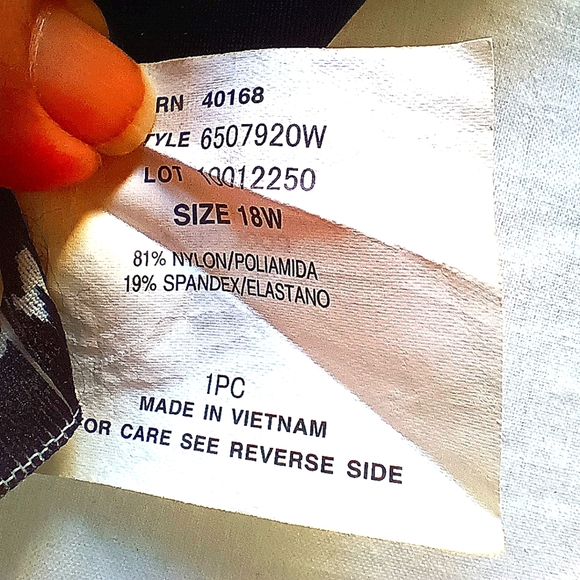 RN 40168
TYLE 6507920W
LOT 10012250
SIZE 18W
81% NYLON/POLIAMIDA
19% SPANDEX/ELASTANO
1PC
MADE IN VIETNAM
OR CARE SEE REVERSE SIDE